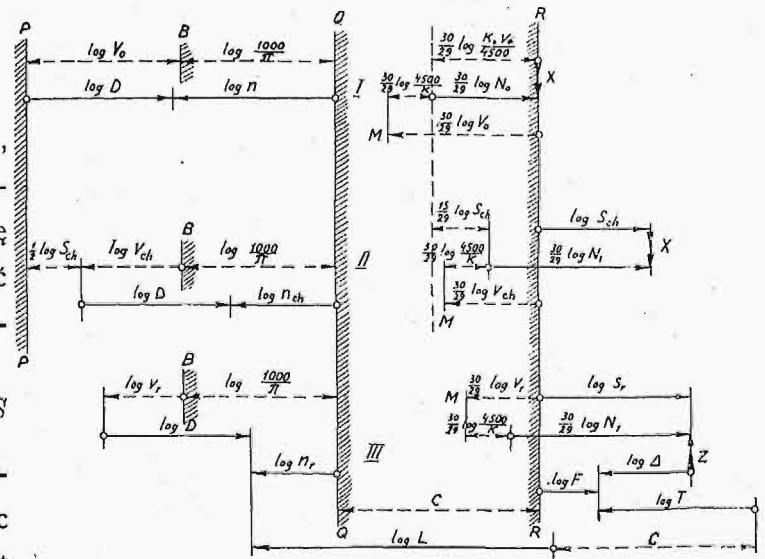 P B Q R
log V₀ log 1000/π 30/29 log K₀V₀/4500
X
log D log n I 30/29 log 4500/K 30/29 log N₀
M 30/29 log V₀
15/29 log S_ch log S_ch
B
½ log S_ch log V_ch log 1000/π II 30/29 log 4500/K 30/29 log N₁ X
log D log n_ch 30/29 log V_ch
M
P
B
log V_r log 1000/π M 30/29 log V_r log S_r
log D 30/29 log 4500/K 30/29 log N₁
log n_r III log Δ Z
log F
C log T
Q R
log L C